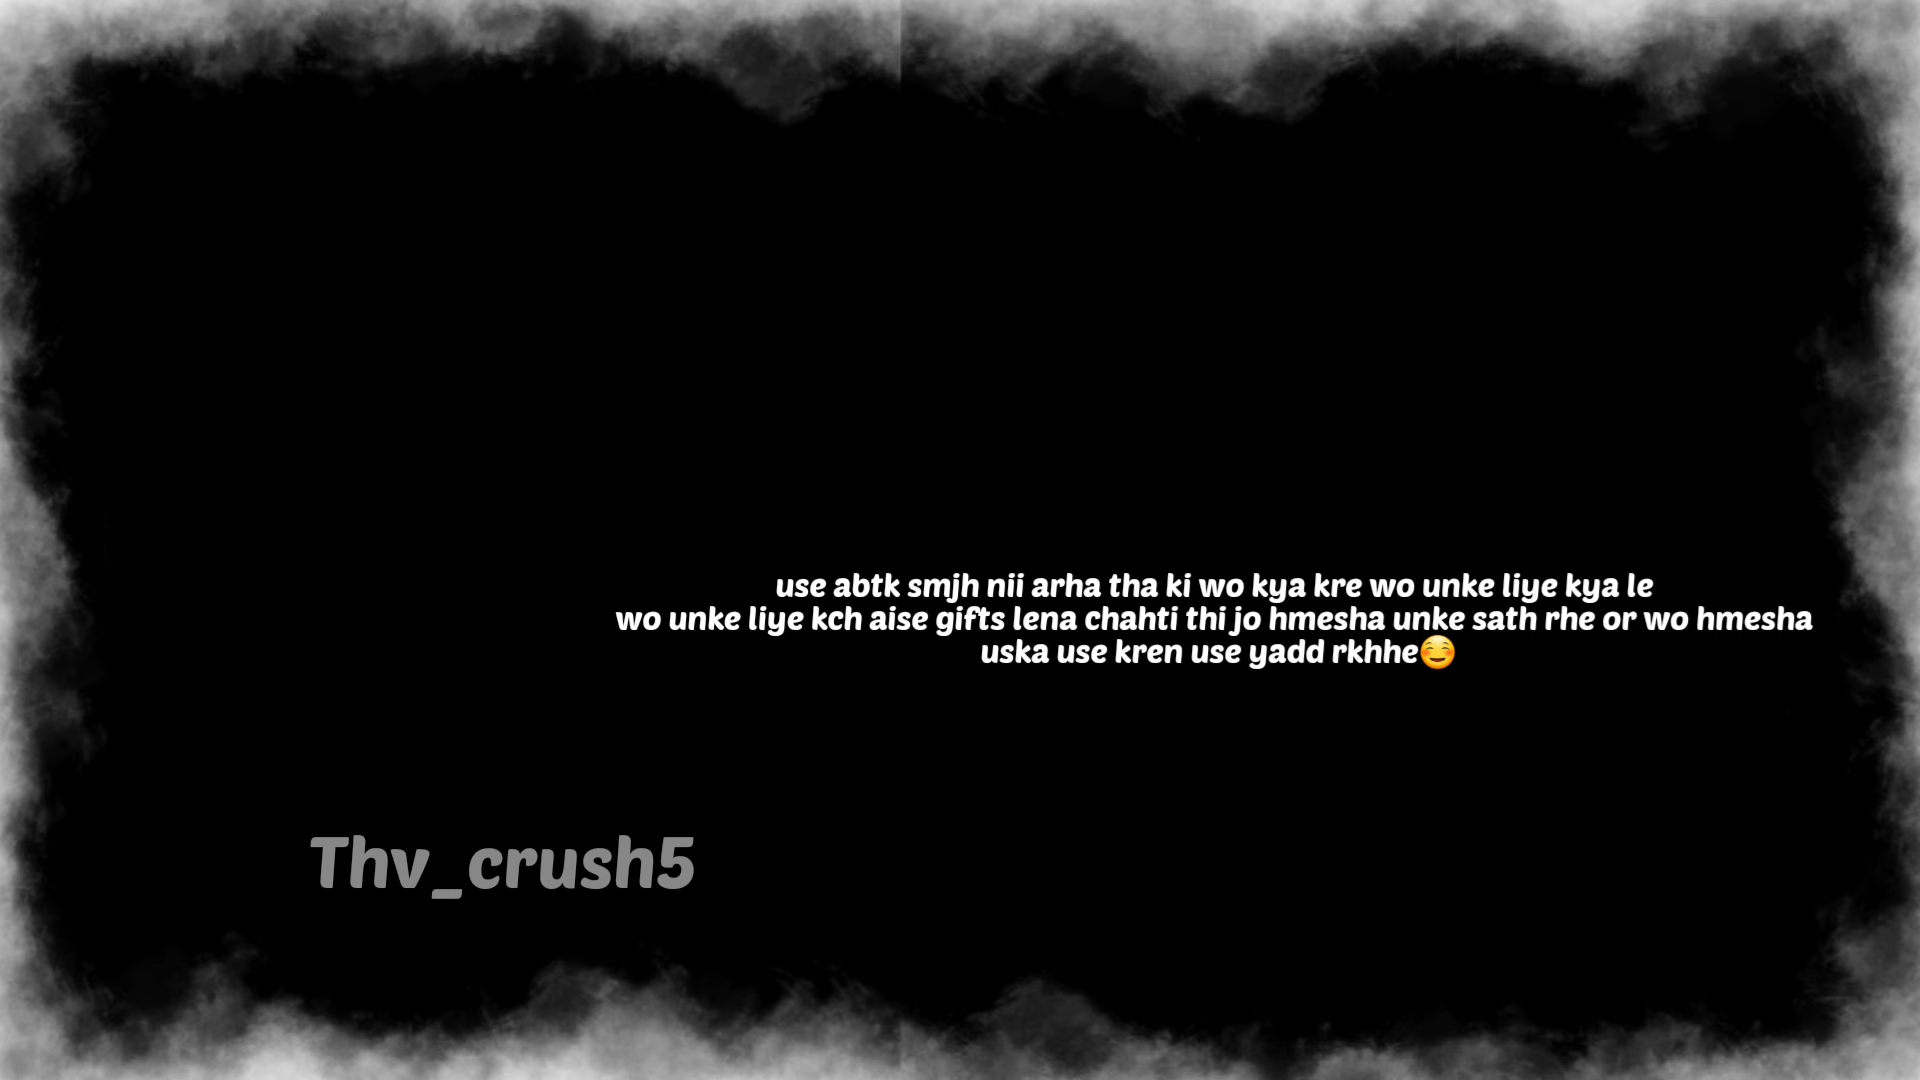 use abtk smjh nii arha tha ki wo kya kre wo unke liye kya le
wo unke liye kch aise gifts lena chahti thi jo hmesha unke sath rhe or wo hmesha
uska use kren use yadd rkhhe☺️
Thv_crush5